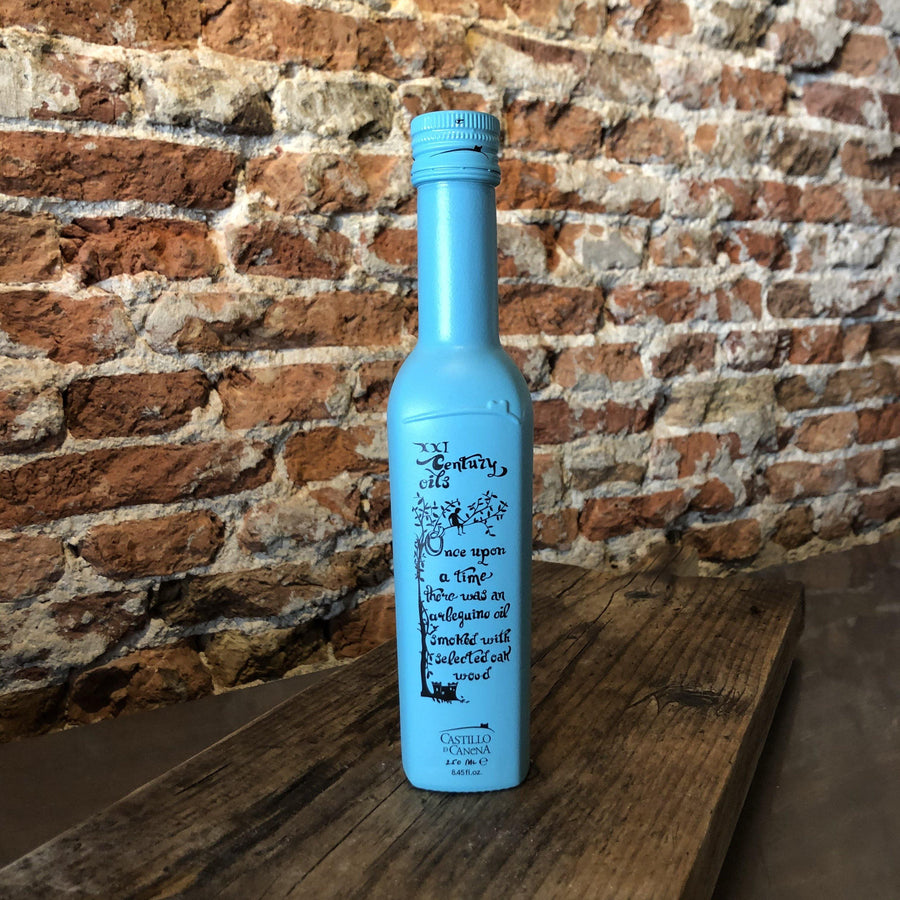 XXI
Century
oils
Once upon
a time
there was an
arbequino oil
smoked with
selected oak
wood
CASTILLO
D CANENA
250 ML e
8.45 fl.oz.